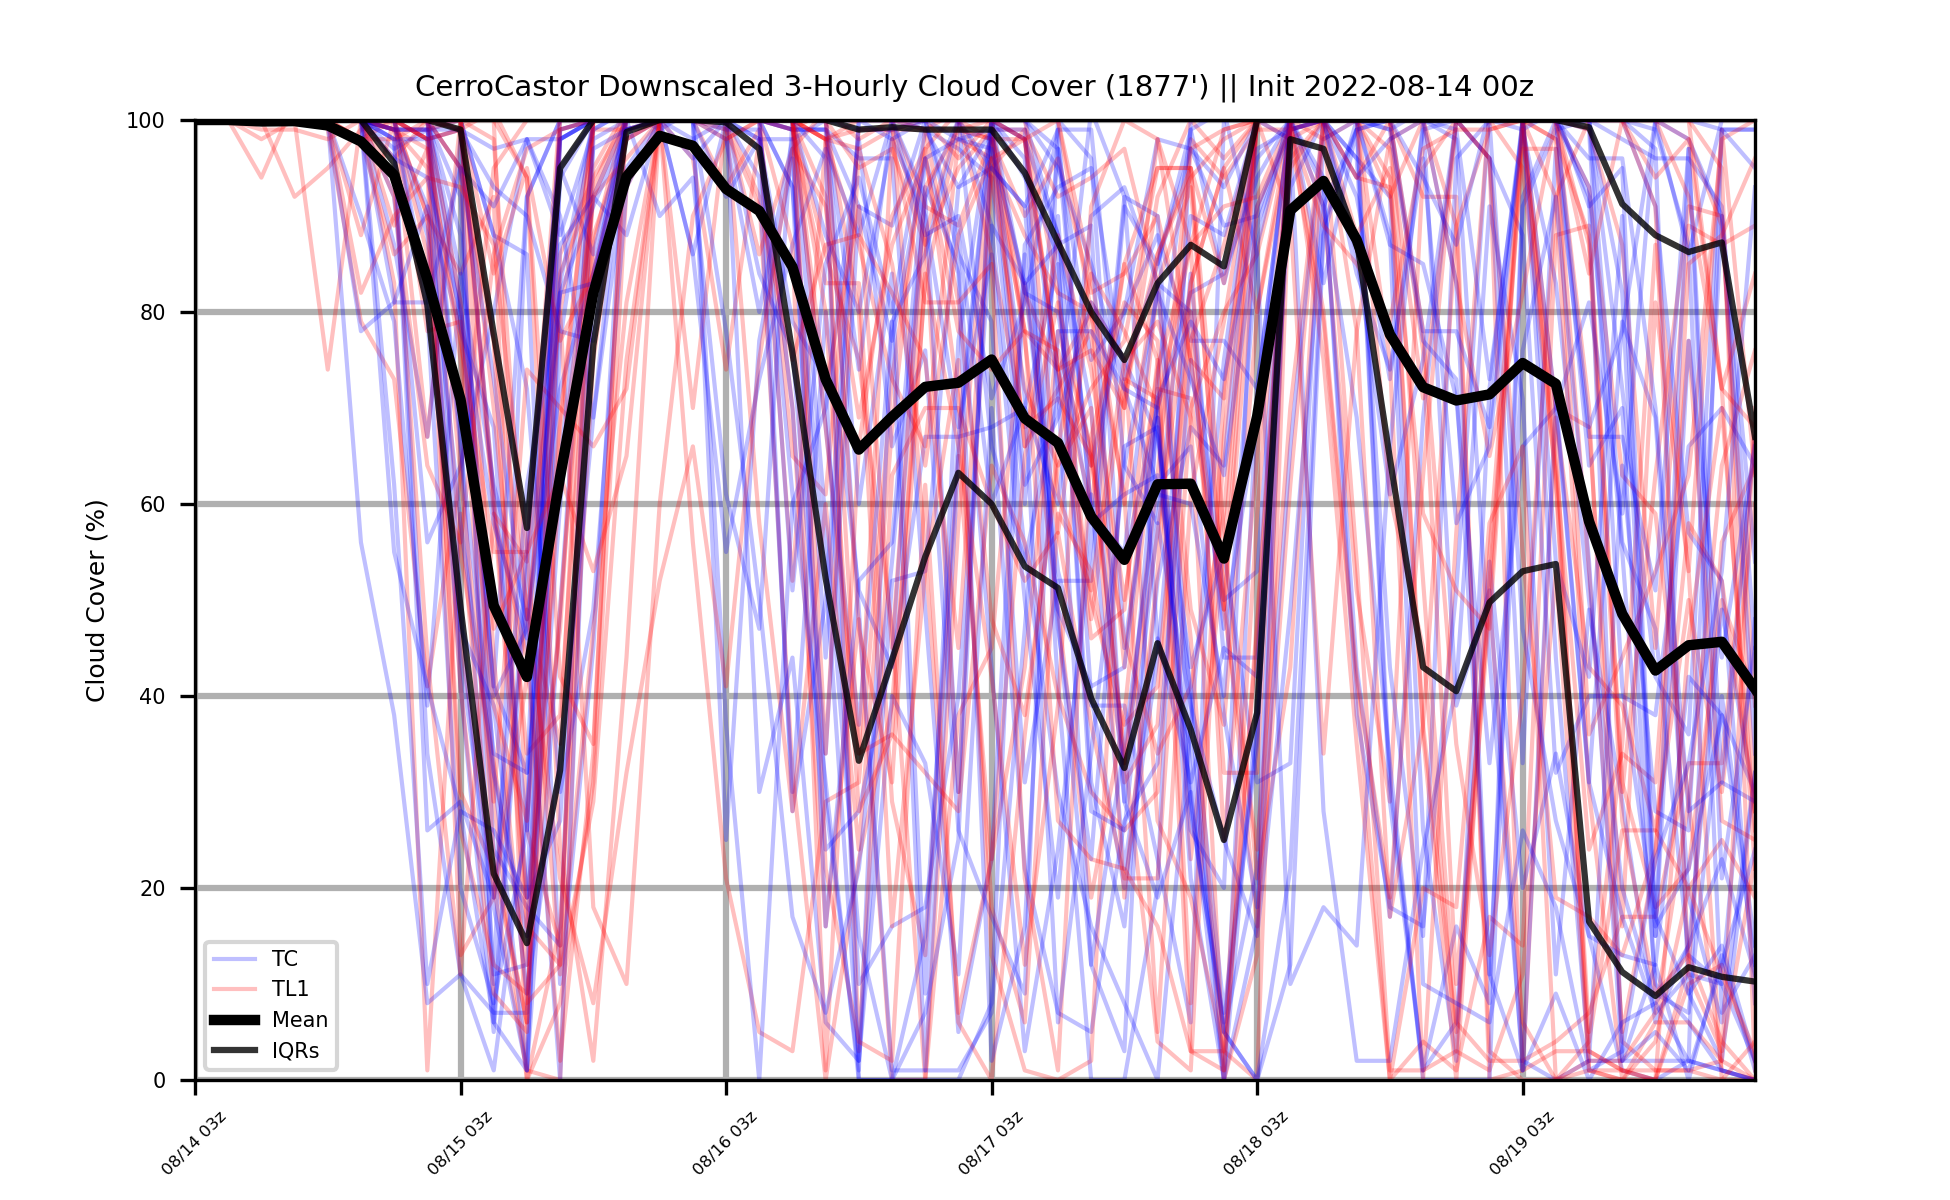 CerroCastor Downscaled 3-Hourly Cloud Cover (1877') || Init 2022-08-14 00z
100
80
60
40
20
0
Cloud Cover (%)
TC
TL1
Mean
IQRs
08/14 03z
08/15 03z
08/16 03z
08/17 03z
08/18 03z
08/19 03z